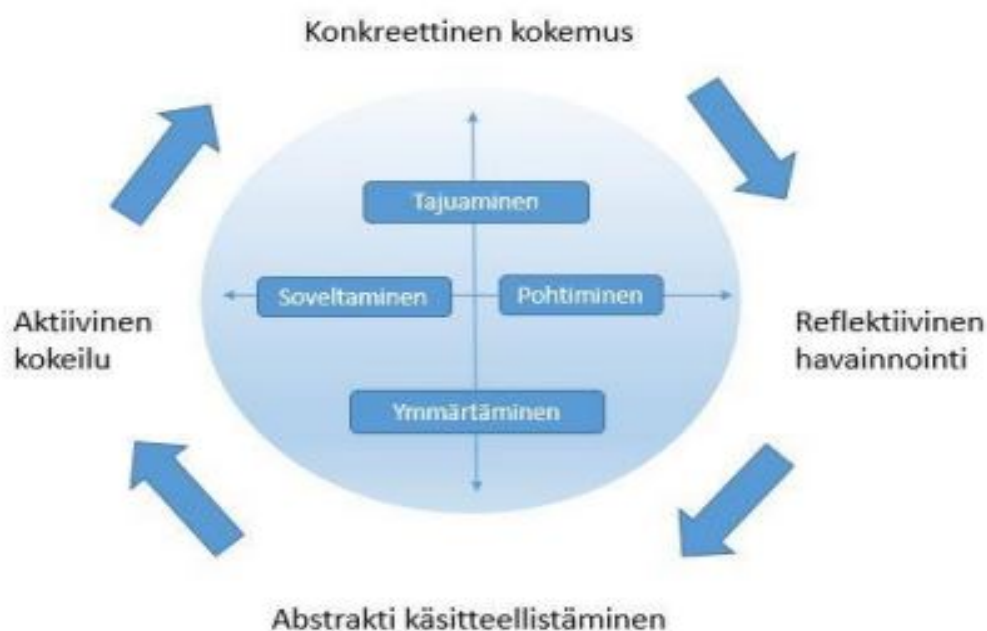 Konkreettinen kokemus
Tajuaminen
Soveltaminen
Pohtiminen
Aktiivinen
kokeilu
Reflektiivinen
havainnointi
Ymmärtäminen
Abstrakti käsitteellistäminen